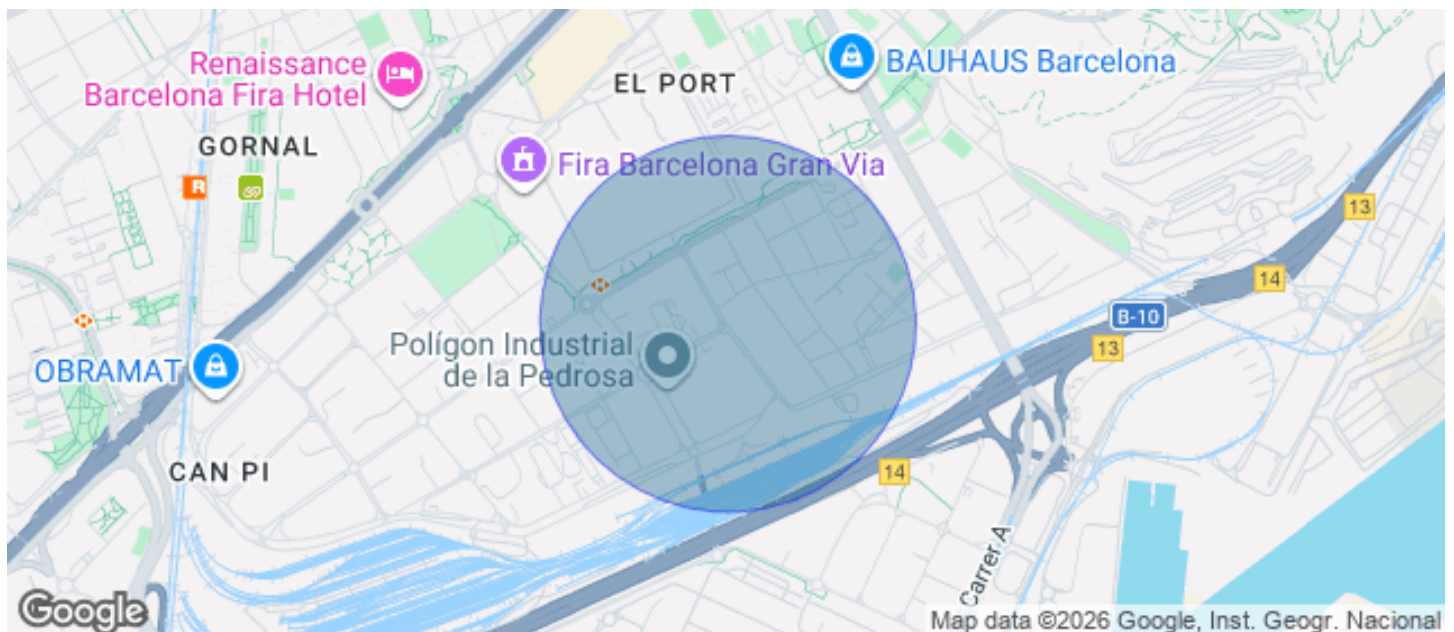 Renaissance
Barcelona Fira Hotel
EL PORT
BAUHAUS Barcelona
GORNAL
Fira Barcelona Gran Via
R
13
14
B-10
13
Polígon Industrial
de la Pedrosa
OBRAMAT
CAN PI
14
Carrer A
Google
Map data ©2026 Google, Inst. Geogr. Nacional